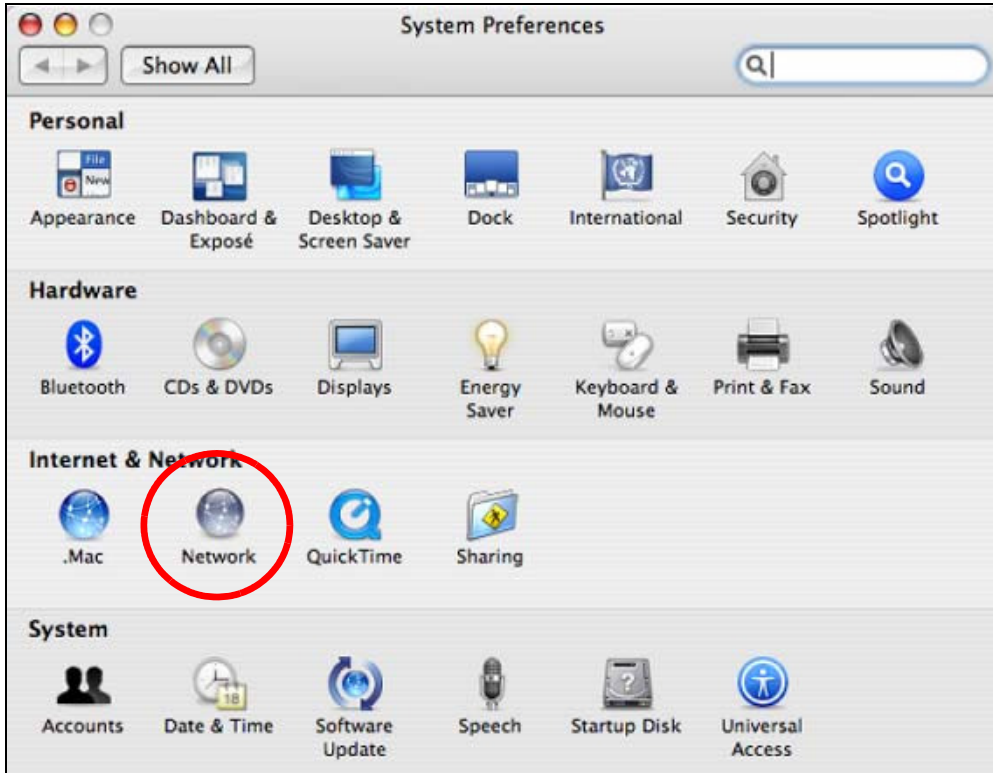 System Preferences
Show All
Personal
File
New
Appearance
Dashboard &
Exposé
Desktop &
Screen Saver
Dock
International
Security
Spotlight
Hardware
Bluetooth
CDs & DVDs
Displays
Energy
Saver
Keyboard &
Mouse
Print & Fax
Sound
Internet & Network
.Mac
Network
QuickTime
Sharing
System
Accounts
18
Date & Time
Software
Update
Speech
?
Startup Disk
Universal
Access